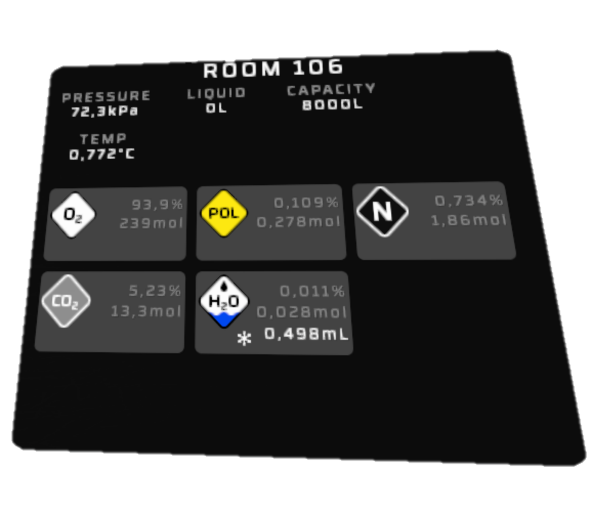 ROOM 106
PRESSURE
72,3kPa
LIQUID
0L
CAPACITY
8000L
TEMP
0,772°C
O₂
93,9%
239mol
POL
0,109%
0,278mol
N
0,734%
1,86mol
CO₂
5,23%
13,3mol
H₂O
0,011%
0,028mol
* 0,498mL